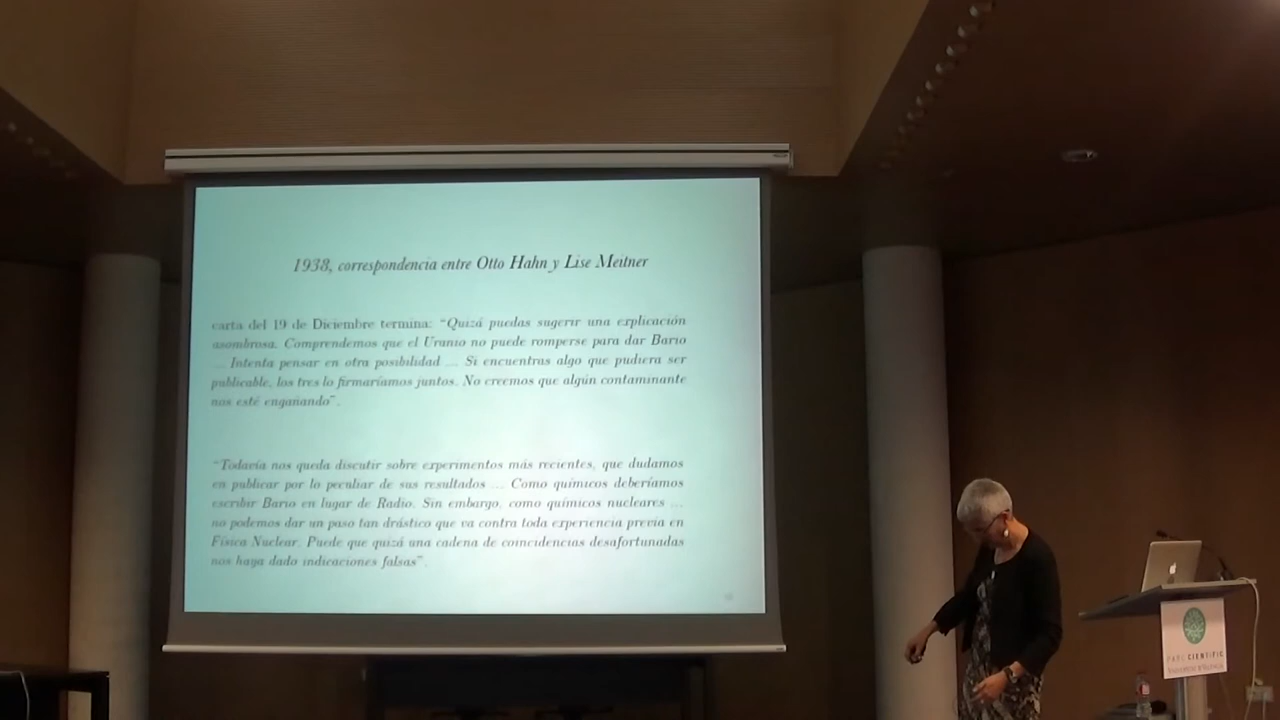 1938, correspondencia entre Otto Hahn y Lise Meitner
carta del 19 de Diciembre termina: "Quizá puedas sugerir una explicación
asombrosa. Comprendemos que el Uranio no puede romperse para dar Bario
... Intenta pensar en otra posibilidad ... Si encuentras algo que pudiera ser
publicable, los tres lo firmaríamos juntos. No creemos que algún contaminante
nos esté engañando".
"Todavía nos queda discutir sobre experimentos más recientes, que dudamos
en publicar por lo peculiar de sus resultados ... Como químicos deberíamos
escribir Bario en lugar de Radio. Sin embargo, como químicos nucleares ...
no podemos dar un paso tan drástico que va contra toda experiencia previa en
Física Nuclear. Puede que quizá una cadena de coincidencias desafortunadas
nos haya dado indicaciones falsas".
PARC CIENTÍFIC